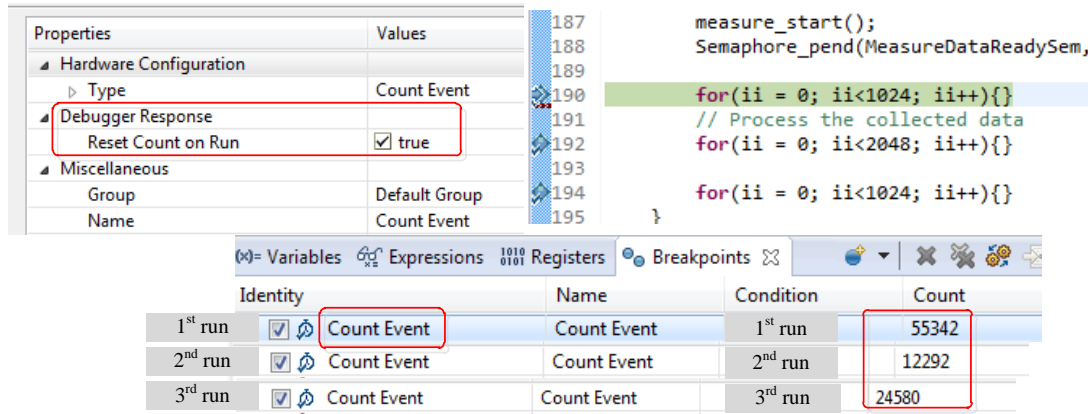 Properties Values
Hardware Configuration
Type Count Event
Debugger Response
Reset Count on Run true
Miscellaneous
Group Default Group
Name Count Event
187 measure_start();
188 Semaphore_pend(MeasureDataReadySem,
189
190 for(ii = 0; ii<1024; ii++){}
191 // Process the collected data
192 for(ii = 0; ii<2048; ii++){}
193
194 for(ii = 0; ii<1024; ii++){}
195 }
(x)= Variables Expressions 1010 0101 Registers Breakpoints
Identity Name Condition Count
1st run Count Event Count Event 1st run 55342
2nd run Count Event Count Event 2nd run 12292
3rd run Count Event Count Event 3rd run 24580